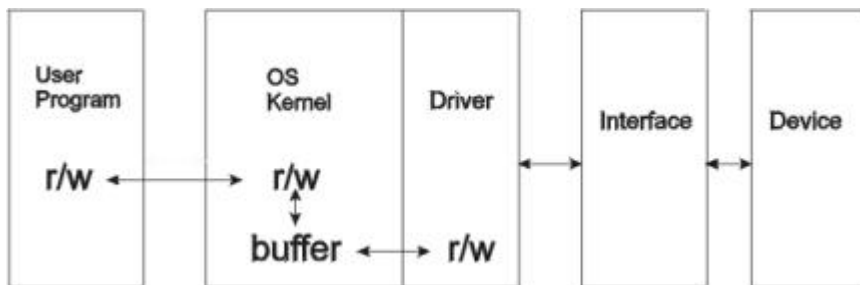 User
Program
OS
Kernel
Driver
Interface
Device
r/w
r/w
buffer
r/w